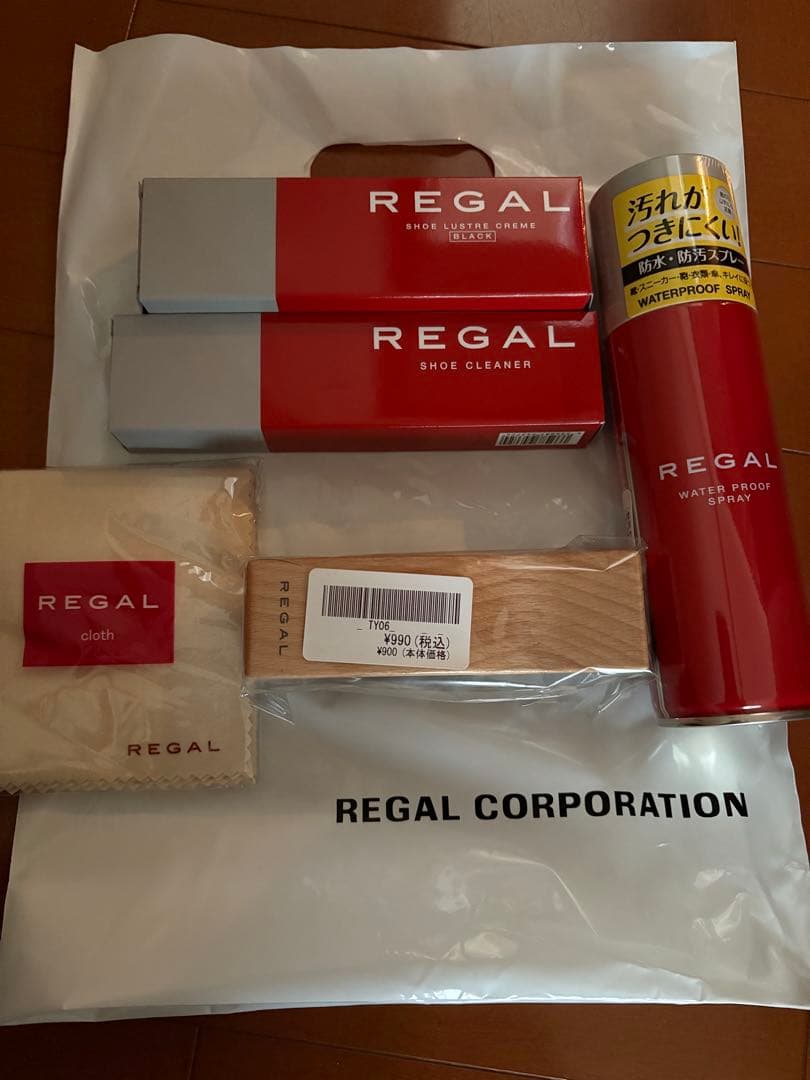 REGAL
SHOE LUSTRE CREME
BLACK
REGAL
SHOE CLEANER
汚れが
つきにくい!
防水・防汚スプレー
WATERPROOF SPRAY
REGAL
WATER PROOF
SPRAY
REGAL
cloth
REGAL
REGAL
TY06
¥990(税込)
¥900(本体価格)
REGAL CORPORATION